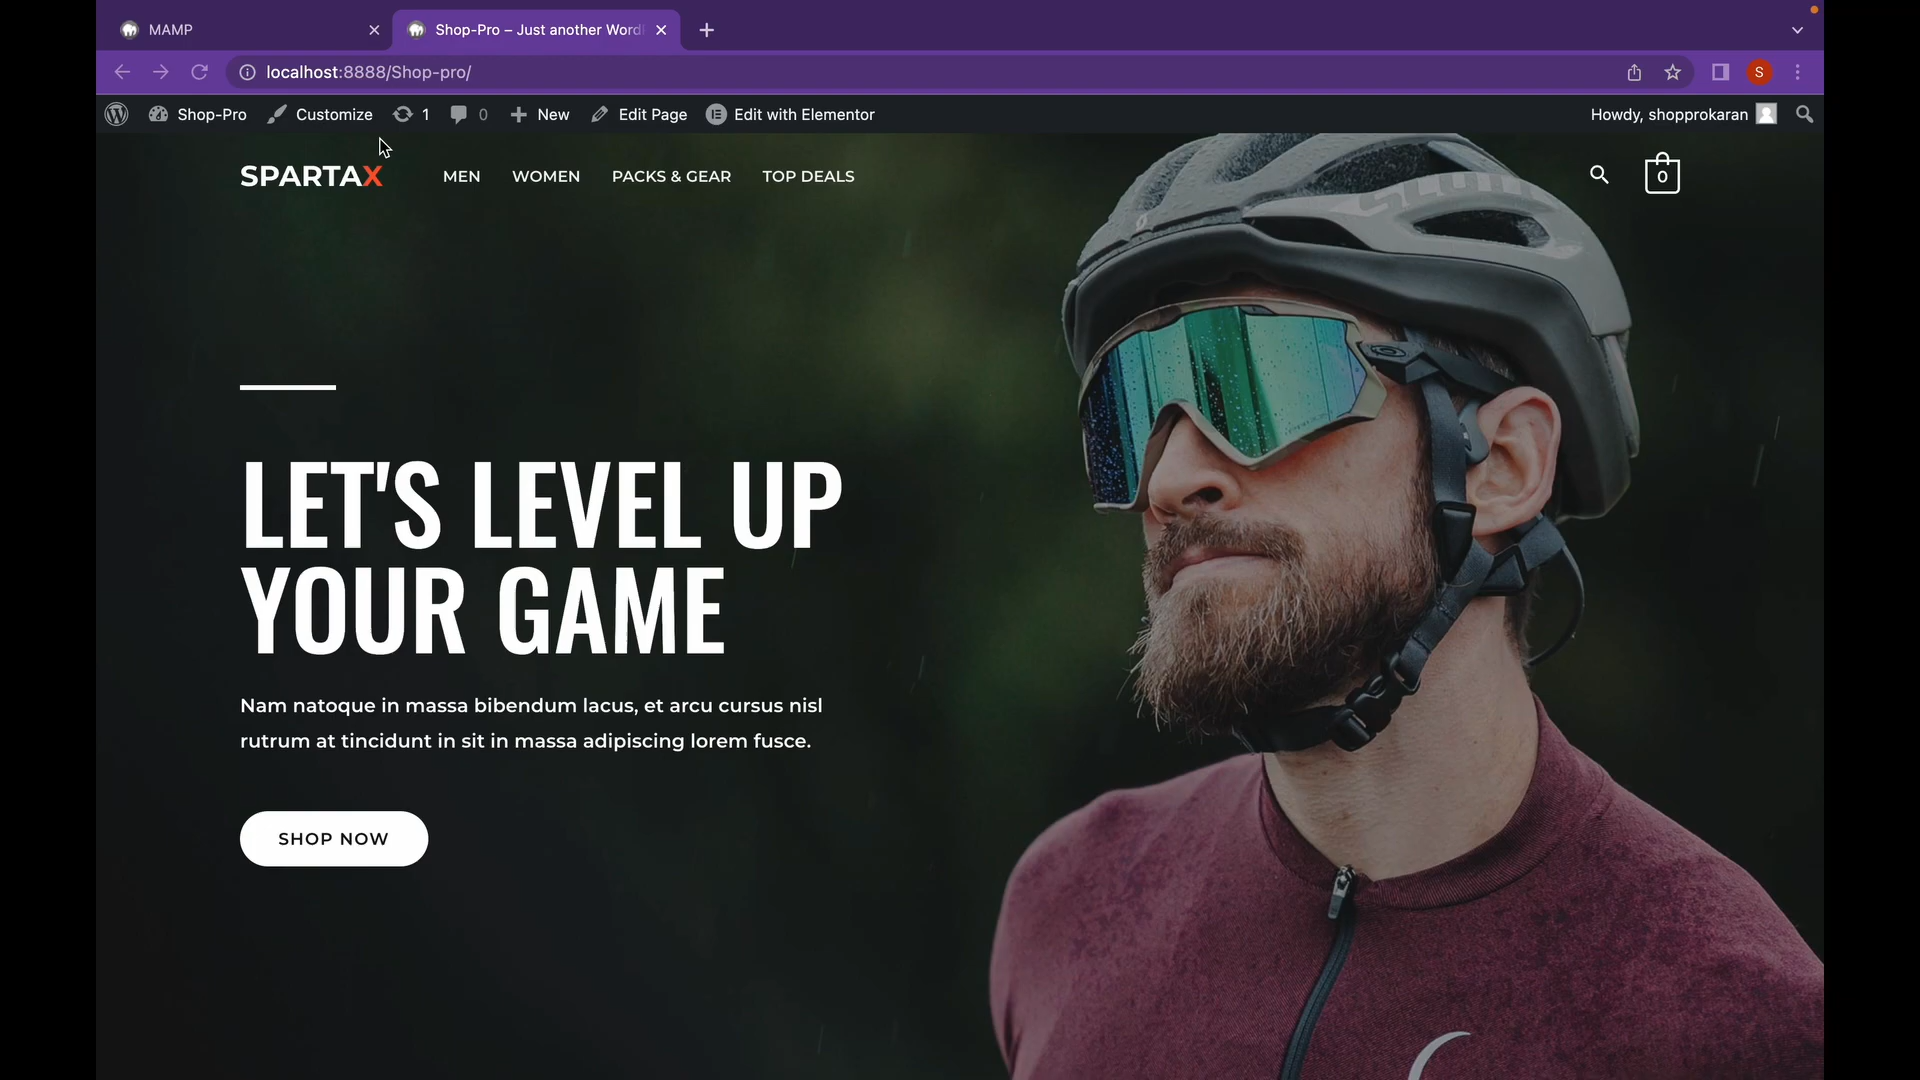 MAMP
Shop-Pro – Just another Word
localhost:8888/Shop-pro/
S
Shop-Pro
Customize
1
0
New
Edit Page
Edit with Elementor
Howdy, shopprokaran
SPARTAX
MEN
WOMEN
PACKS & GEAR
TOP DEALS
0
LET'S LEVEL UP
YOUR GAME
Nam natoque in massa bibendum lacus, et arcu cursus nisl
rutrum at tincidunt in sit in massa adipiscing lorem fusce.
SHOP NOW